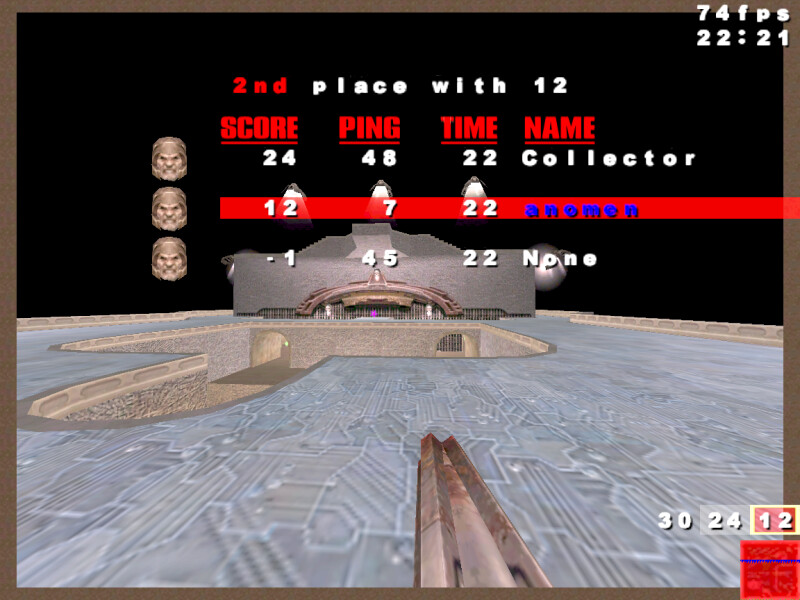 74fps
22:21
2nd place with 12
SCORE PING TIME NAME
24 48 22 Collector
12 7 22 anomen
-1 45 22 None
30 24 12